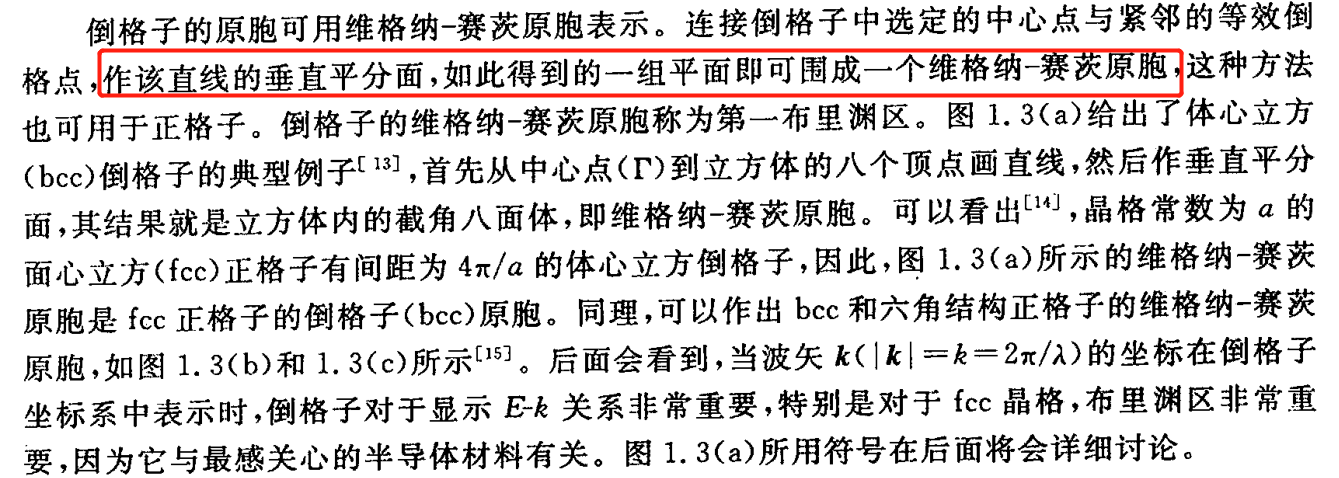 倒格子的原胞可用维格纳-赛茨原胞表示。连接倒格子中选定的中心点与紧邻的等效倒
格点,作该直线的垂直平分面,如此得到的一组平面即可围成一个维格纳-赛茨原胞,这种方法
也可用于正格子。倒格子的维格纳-赛茨原胞称为第一布里渊区。图 1.3(a)给出了体心立方
(bcc)倒格子的典型例子[13],首先从中心点(Γ)到立方体的八个顶点画直线,然后作垂直平分
面,其结果就是立方体内的截角八面体,即维格纳-赛茨原胞。可以看出[14],晶格常数为 a 的
面心立方(fcc)正格子有间距为 4π/a 的体心立方倒格子,因此,图 1.3(a)所示的维格纳-赛茨
原胞是 fcc 正格子的倒格子(bcc)原胞。同理,可以作出 bcc 和六角结构正格子的维格纳-赛茨
原胞,如图 1.3(b)和 1.3(c)所示[15]。后面会看到,当波矢 k(|k|=k=2π/λ)的坐标在倒格子
坐标系中表示时,倒格子对于显示 E-k 关系非常重要,特别是对于 fcc 晶格,布里渊区非常重
要,因为它与最感关心的半导体材料有关。图 1.3(a)所用符号在后面将会详细讨论。